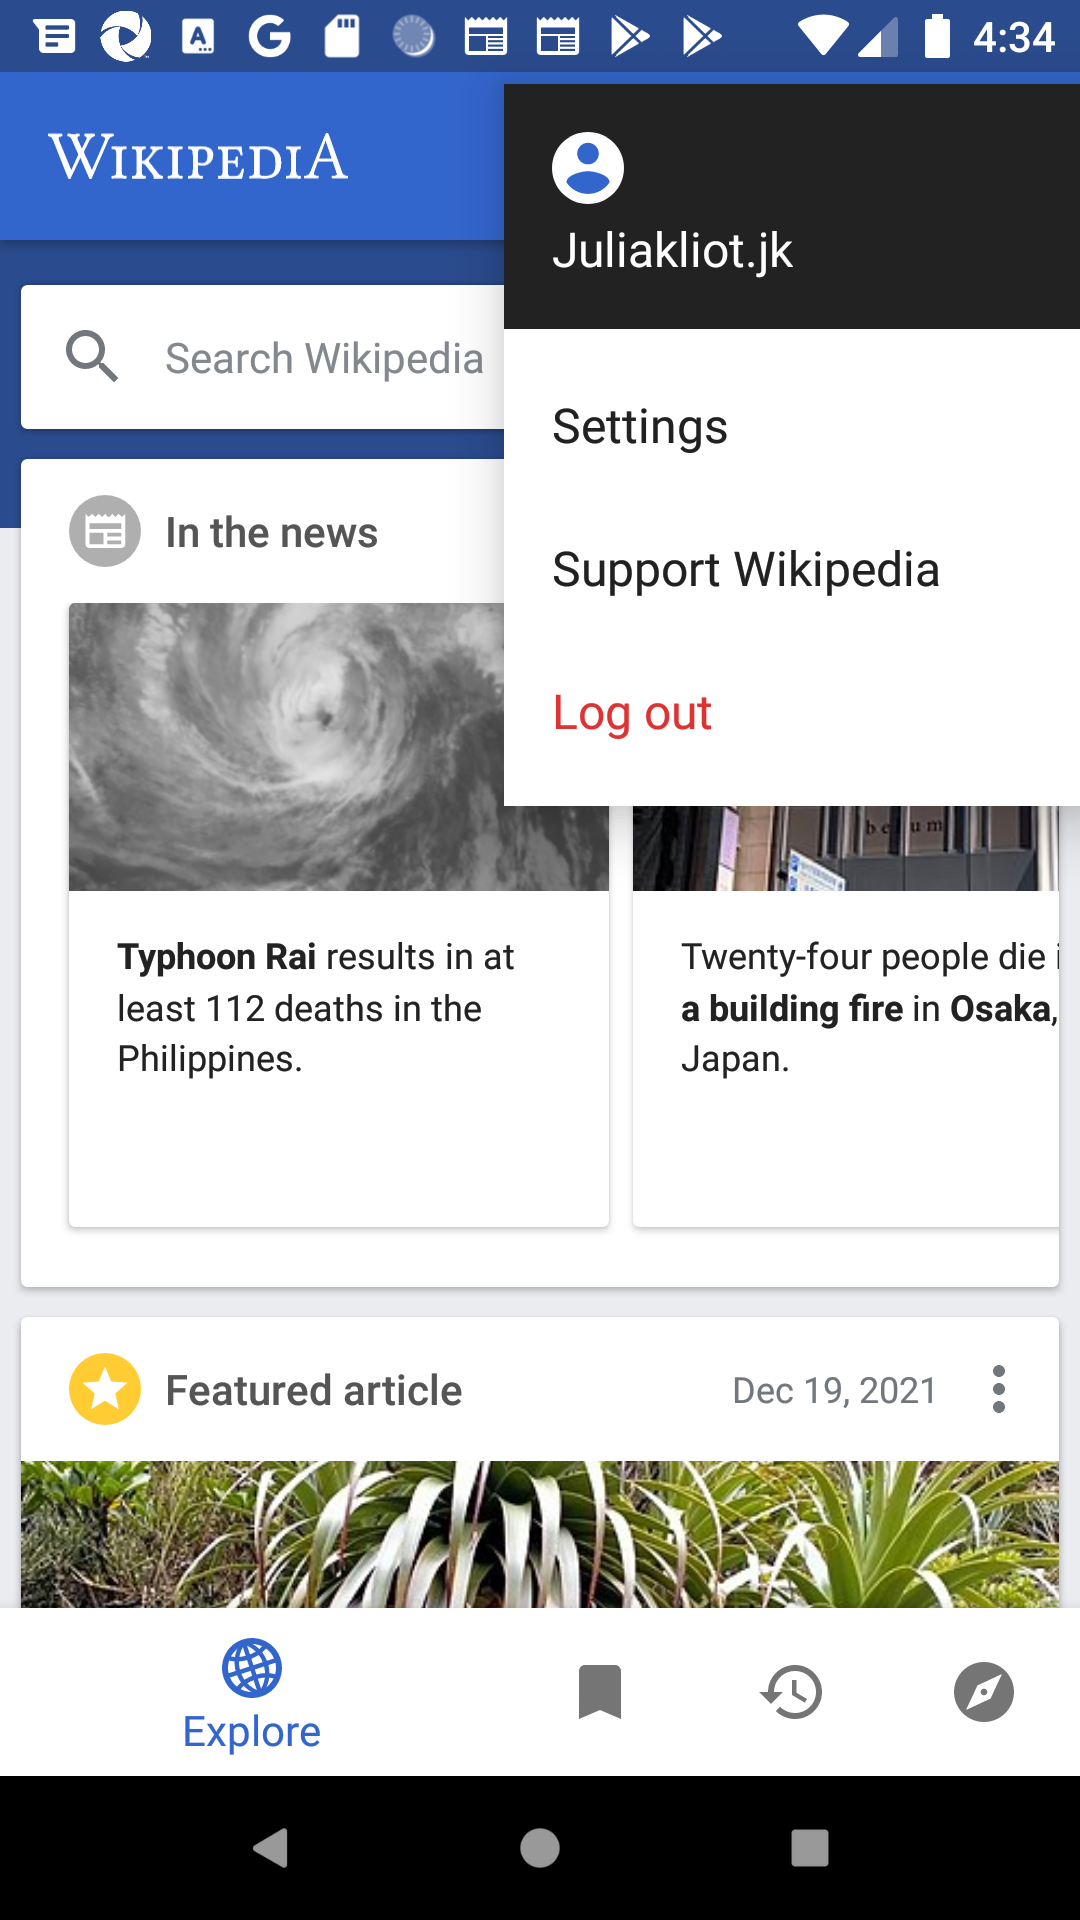 4:34
WIKIPEDIA
Juliakliot.jk
Search Wikipedia
Settings
Support Wikipedia
Log out
In the news
Typhoon Rai results in at
least 112 deaths in the
Philippines.
Twenty-four people die i
a building fire in Osaka,
Japan.
Featured article
Dec 19, 2021
Explore